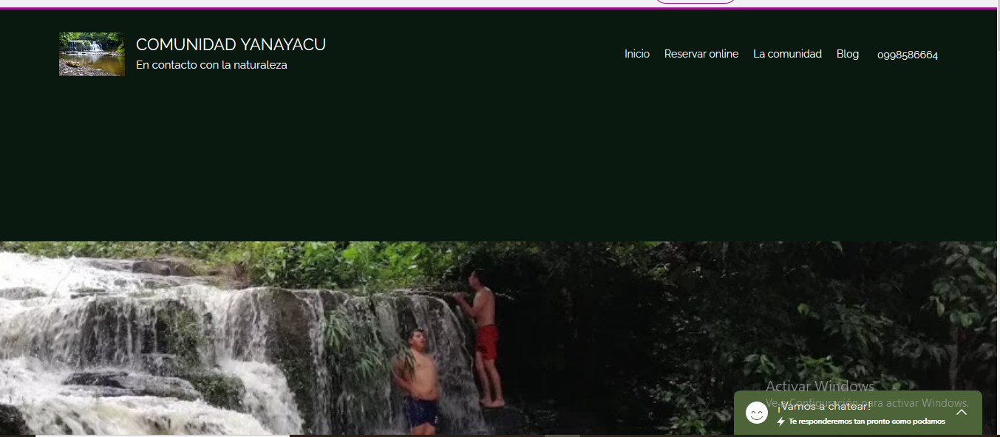 COMUNIDAD YANAYACU
En contacto con la naturaleza
Inicio Reservar online La comunidad Blog 0998586664
Activar Windows
Ve a Configuración para activar Windows.
¡Vamos a chatear!
Te responderemos tan pronto como podamos